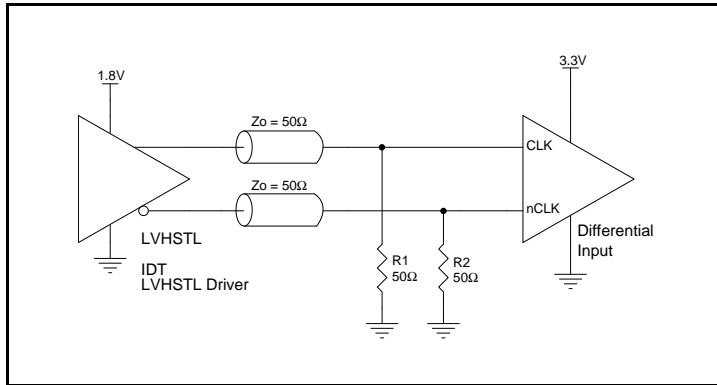 3.3V
1.8V
Zo = 50Ω
CLK
Zo = 50Ω
nCLK
LVHSTL
Differential
Input
IDT
LVHSTL Driver
R1
50Ω
R2
50Ω